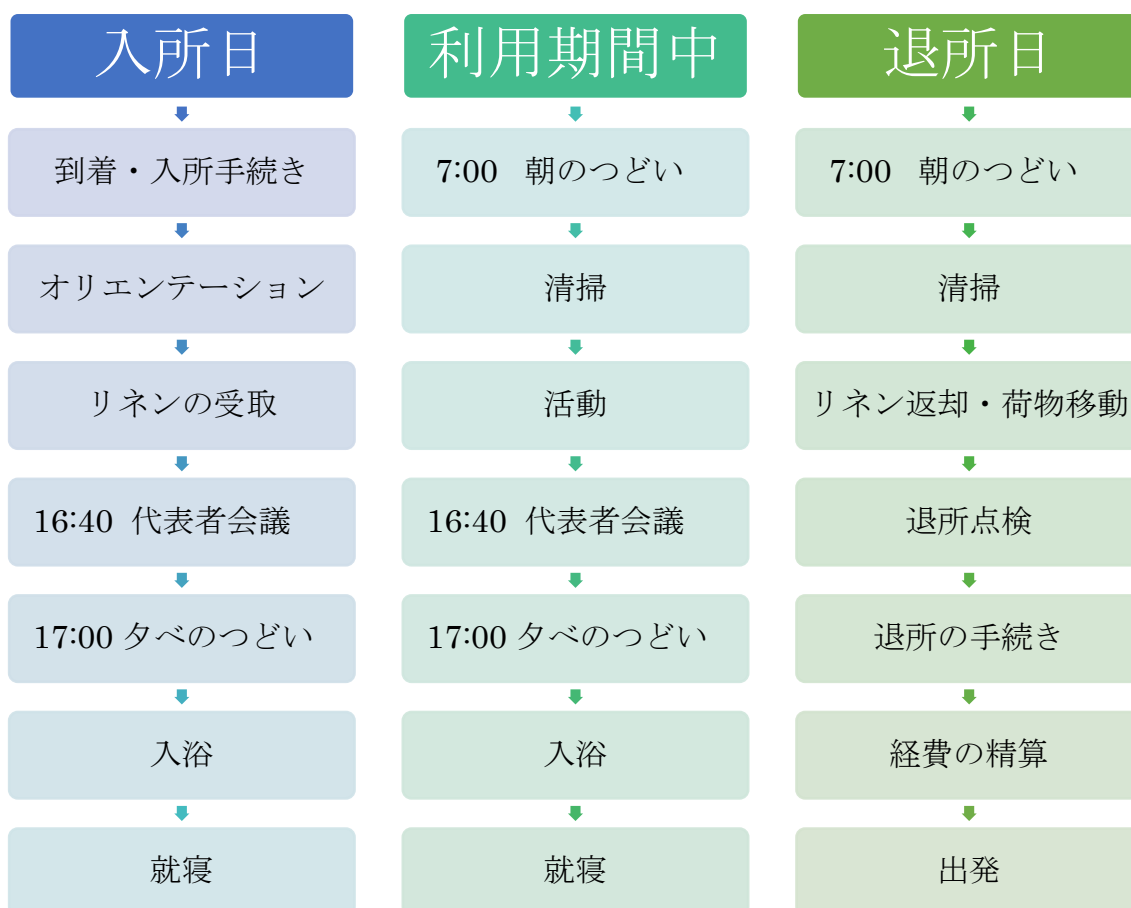 入所日
到着・入所手続き
オリエンテーション
リネンの受取
16:40 代表者会議
17:00 夕べのつどい
入浴
就寝
利用期間中
7:00 朝のつどい
清掃
活動
16:40 代表者会議
17:00 夕べのつどい
入浴
就寝
退所日
7:00 朝のつどい
清掃
リネン返却・荷物移動
退所点検
退所の手続き
経費の精算
出発